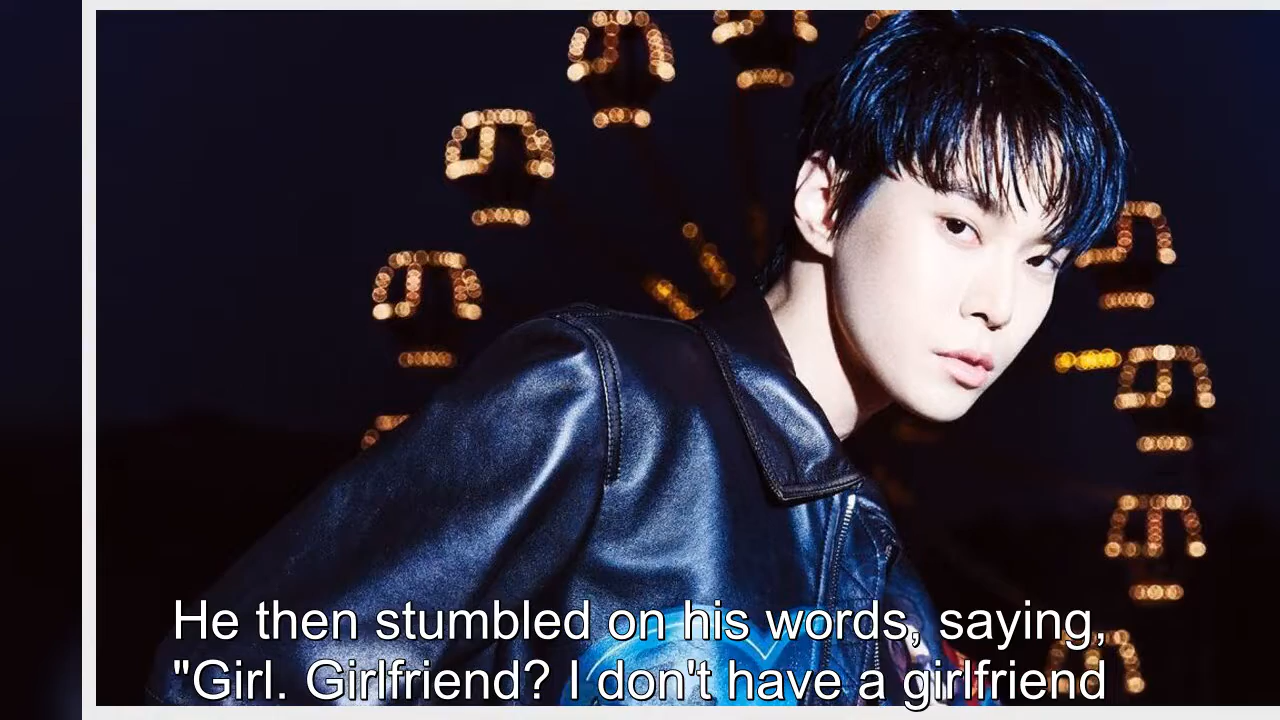 He then stumbled on his words, saying,
"Girl. Girlfriend? I don't have a girlfriend